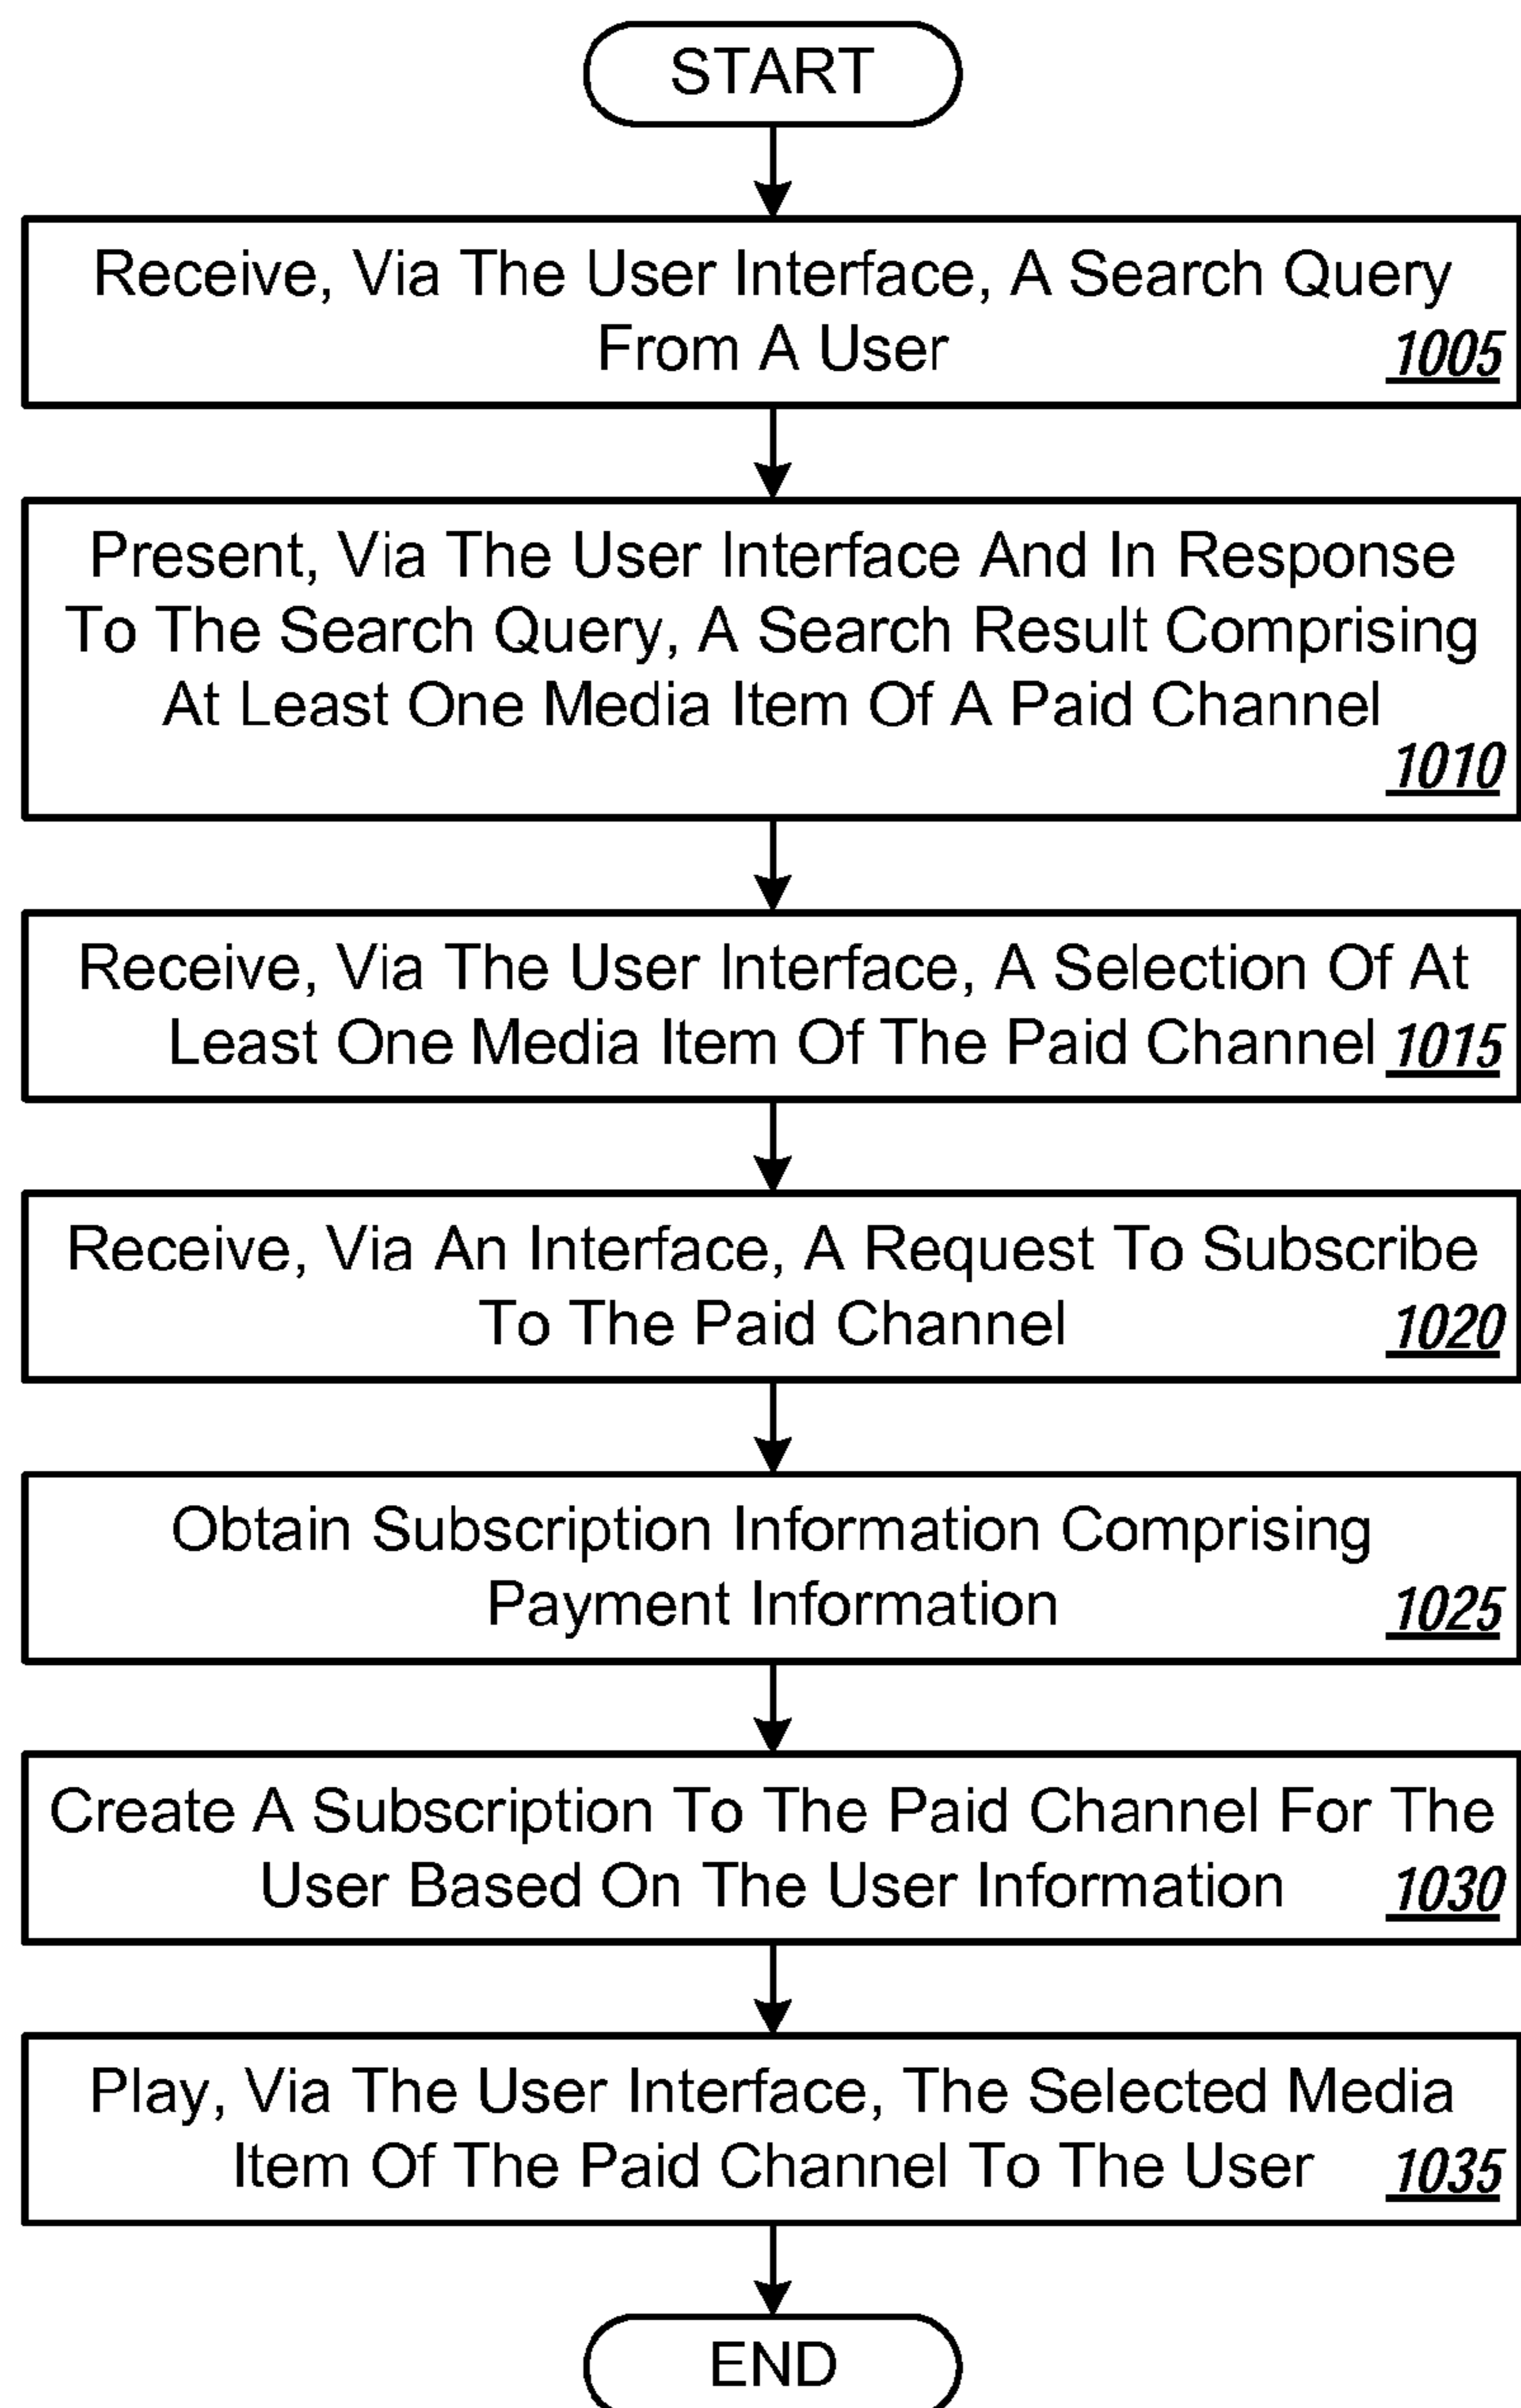 START
Receive, Via The User Interface, A Search Query
From A User 1005
Present, Via The User Interface And In Response
To The Search Query, A Search Result Comprising
At Least One Media Item Of A Paid Channel
1010
Receive, Via The User Interface, A Selection Of At
Least One Media Item Of The Paid Channel 1015
Receive, Via An Interface, A Request To Subscribe
To The Paid Channel 1020
Obtain Subscription Information Comprising
Payment Information 1025
Create A Subscription To The Paid Channel For The
User Based On The User Information 1030
Play, Via The User Interface, The Selected Media
Item Of The Paid Channel To The User 1035
END